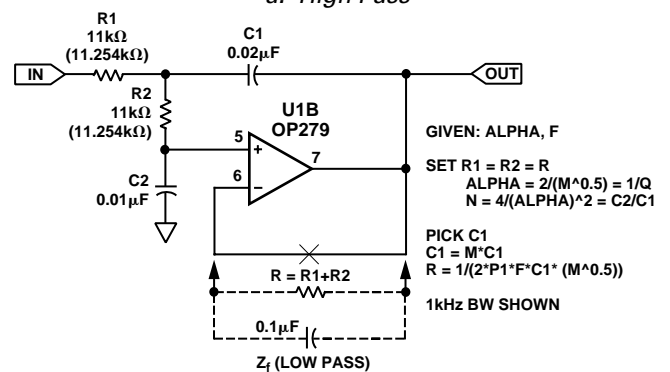 a. High Pass
R1
11kΩ
(11.254kΩ)
C1
0.02µF
IN
OUT
R2
11kΩ
(11.254kΩ)
U1B
OP279
5
+
7
6
−
C2
0.01µF
GIVEN: ALPHA, F
SET R1 = R2 = R
ALPHA = 2/(M^0.5) = 1/Q
N = 4/(ALPHA)^2 = C2/C1
PICK C1
C1 = M*C1
R = 1/(2*P1*F*C1* (M^0.5))
1kHz BW SHOWN
R = R1+R2
0.1µF
Zf (LOW PASS)